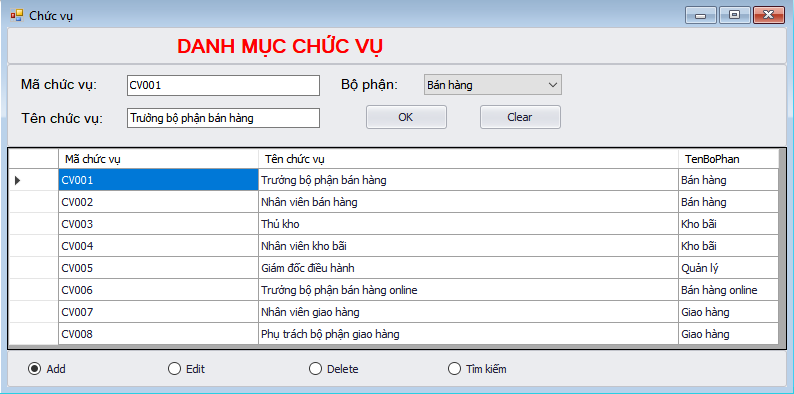 Chức vụ
DANH MỤC CHỨC VỤ
Mã chức vụ: CV001 Bộ phận: Bán hàng
Tên chức vụ: Trưởng bộ phận bán hàng OK Clear
Mã chức vụ Tên chức vụ TenBoPhan
CV001 Trưởng bộ phận bán hàng Bán hàng
CV002 Nhân viên bán hàng Bán hàng
CV003 Thủ kho Kho bãi
CV004 Nhân viên kho bãi Kho bãi
CV005 Giám đốc điều hành Quản lý
CV006 Trưởng bộ phận bán hàng online Bán hàng online
CV007 Nhân viên giao hàng Giao hàng
CV008 Phụ trách bộ phận giao hàng Giao hàng
Add Edit Delete Tìm kiếm